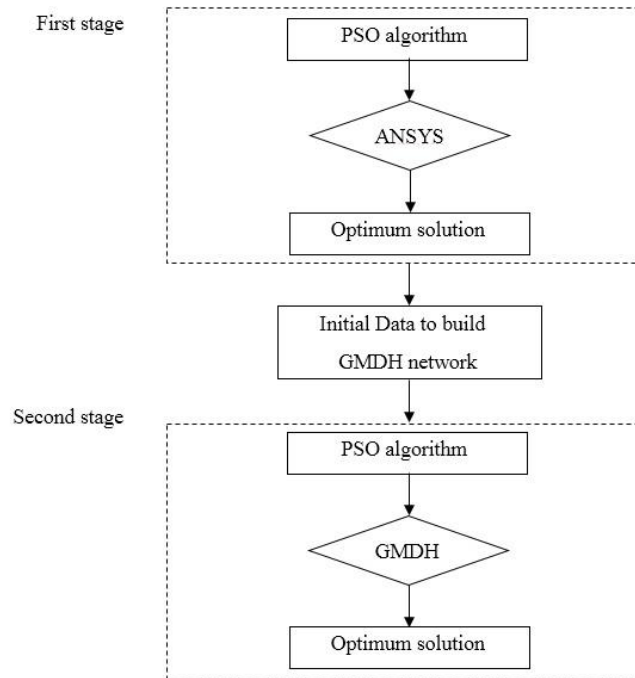 First stage
PSO algorithm
ANSYS
Optimum solution
Initial Data to build
GMDH network
Second stage
PSO algorithm
GMDH
Optimum solution